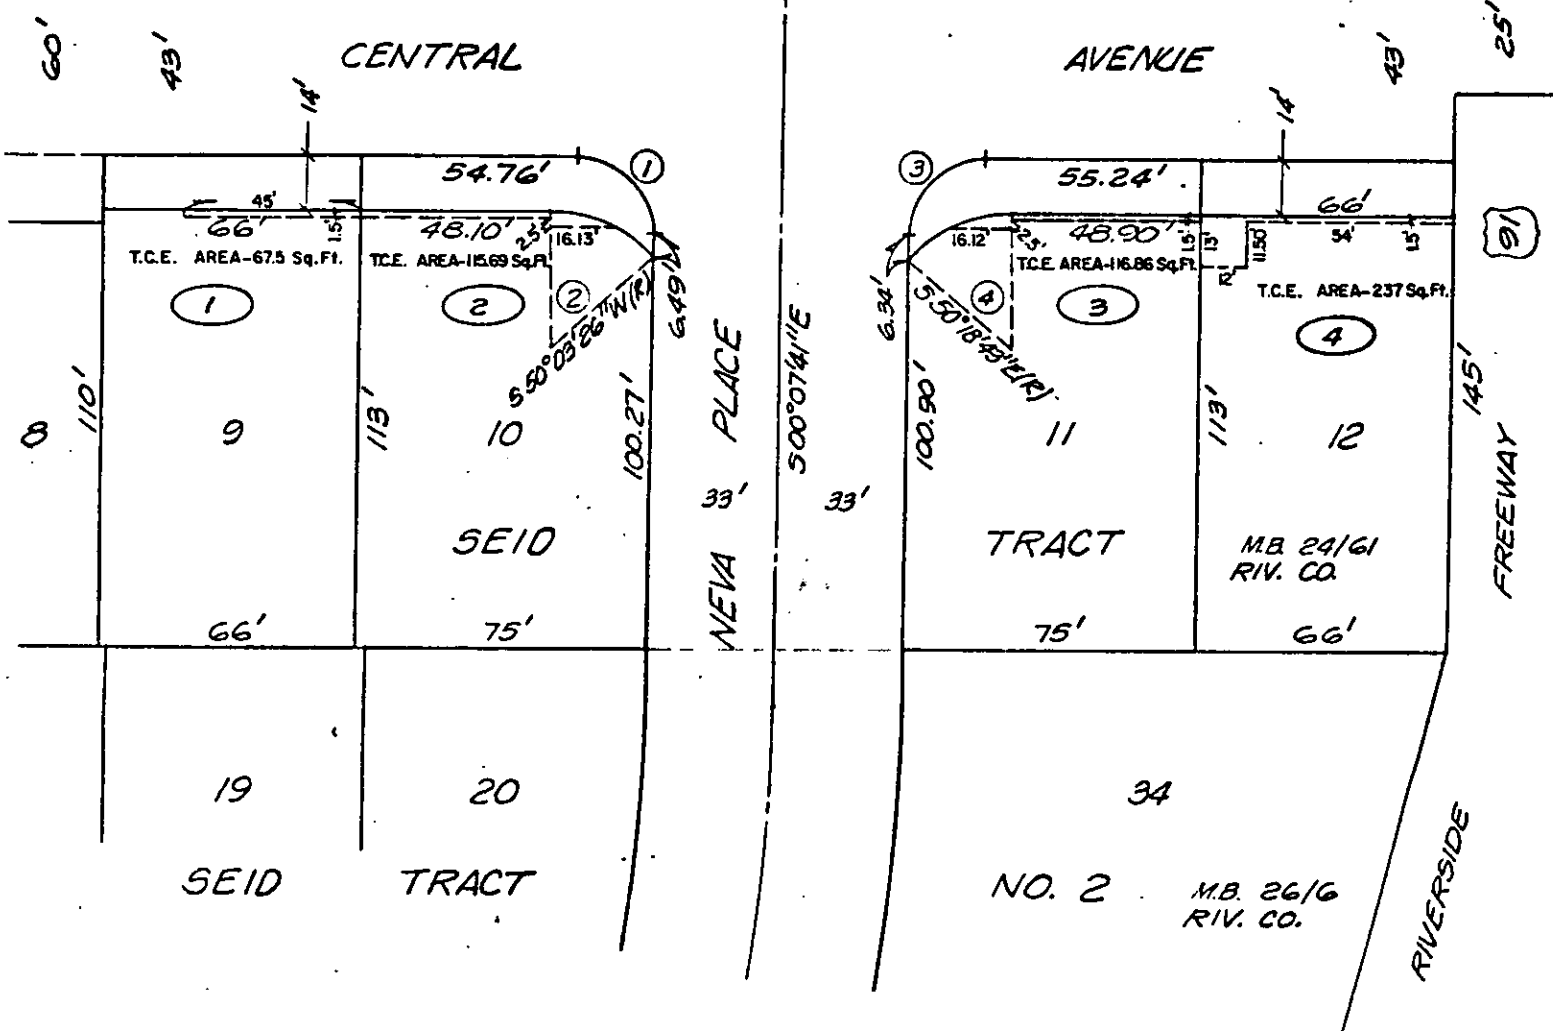 60'
43'
CENTRAL
AVENUE
43'
25'
14'
14'
54.76'
1
3
55.24'
45'
66'
1.5'
48.10'
2.5'
16.13'
16.12'
2.5'
48.90'
1.5'
13'
11.50'
66'
54'
1.5'
12'
91
T.C.E. AREA-67.5 Sq.Ft.
T.C.E. AREA-115.69 Sq.Ft.
T.C.E. AREA-116.86 Sq.Ft.
T.C.E. AREA-237 Sq.Ft.
1
2
2
4
3
4
S 50°03'26"W(R)
6.49'
6.34'
S 50°18'43"E(R)
110'
113'
100.27'
NEVA PLACE
S00°07'41"E
100.90'
113'
145'
8
9
10
11
12
33'
33'
SEID
TRACT
M.B. 24/61
RIV. CO.
FREEWAY
66'
75'
75'
66'
19
20
34
SEID TRACT
NO. 2
M.B. 26/6
RIV. CO.
RIVERSIDE